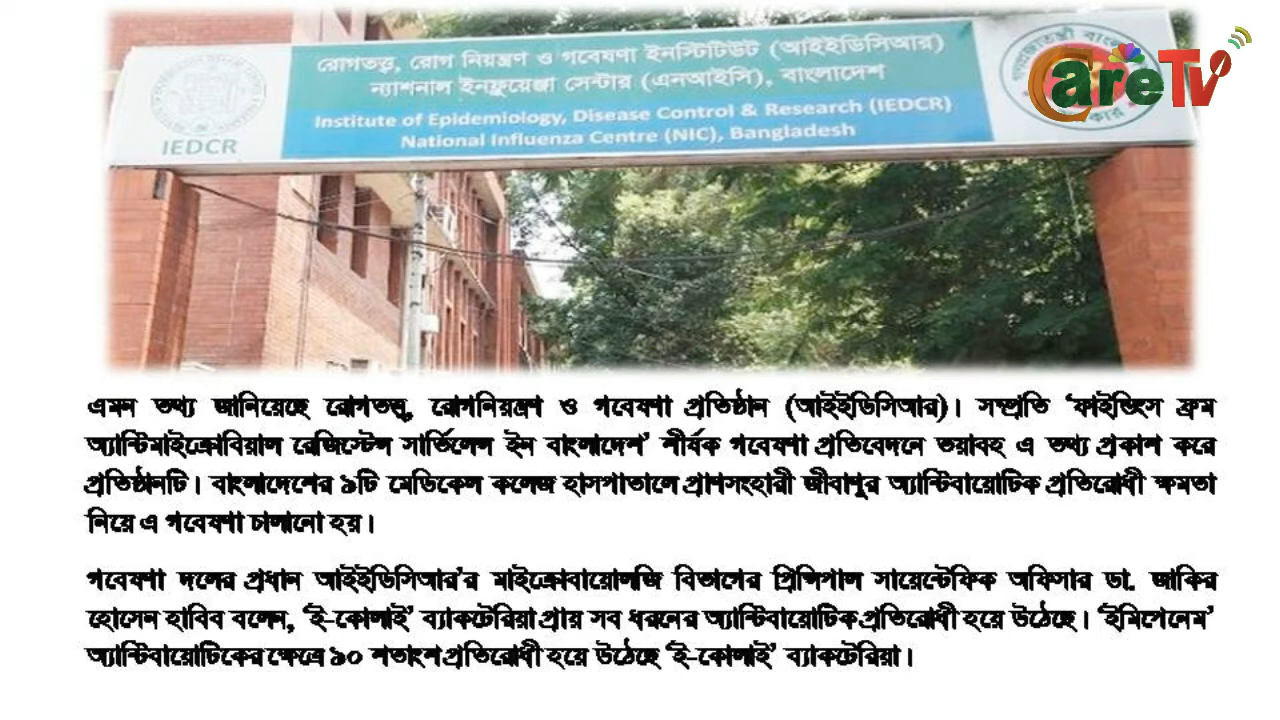 রোগতত্ত্ব, রোগ নিয়ন্ত্রণ ও গবেষণা ইনস্টিটিউট (আইইডিসিআর)
ন্যাশনাল ইনফ্লুয়েঞ্জা সেন্টার (এনআইসি), বাংলাদেশ
Institute of Epidemiology, Disease Control & Research (IEDCR)
National Influenza Centre (NIC), Bangladesh
IEDCR
CareTv
এমন তথ্য জানিয়েছে রোগতত্ত্ব, রোগনিয়ন্ত্রণ ও গবেষণা প্রতিষ্ঠান (আইইডিসিআর)। সম্প্রতি ‘ফাইন্ডিংস ফ্রম
অ্যান্টিমাইক্রোবিয়াল রেজিস্টেন্স সার্ভিলেন্স ইন বাংলাদেশ’ শীর্ষক গবেষণা প্রতিবেদনে ভয়াবহ এ তথ্য প্রকাশ করে
প্রতিষ্ঠানটি। বাংলাদেশের ৯টি মেডিকেল কলেজ হাসপাতালে প্রাণসংহারী জীবাণুর অ্যান্টিবায়োটিক প্রতিরোধী ক্ষমতা
নিয়ে এ গবেষণা চালানো হয়।
গবেষণা দলের প্রধান আইইডিসিআর’র মাইক্রোবায়োলজি বিভাগের প্রিন্সিপাল সায়েন্টেফিক অফিসার ডা. জাকির
হোসেন হাবিব বলেন, ‘ই-কোলাই’ ব্যাকটেরিয়া প্রায় সব ধরনের অ্যান্টিবায়োটিক প্রতিরোধী হয়ে উঠেছে। ‘ইমিপেনেম’
অ্যান্টিবায়োটিকের ক্ষেত্রে ৯০ শতাংশ প্রতিরোধী হয়ে উঠেছে ‘ই-কোলাই’ ব্যাকটেরিয়া।